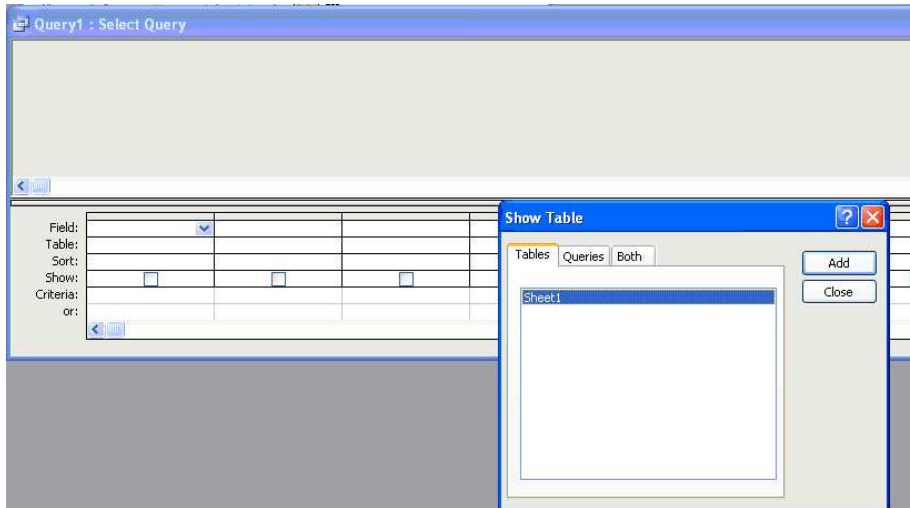 Query1 : Select Query
Field:
Table:
Sort:
Show:
Criteria:
or:
Show Table
Tables Queries Both
Sheet1
Add
Close